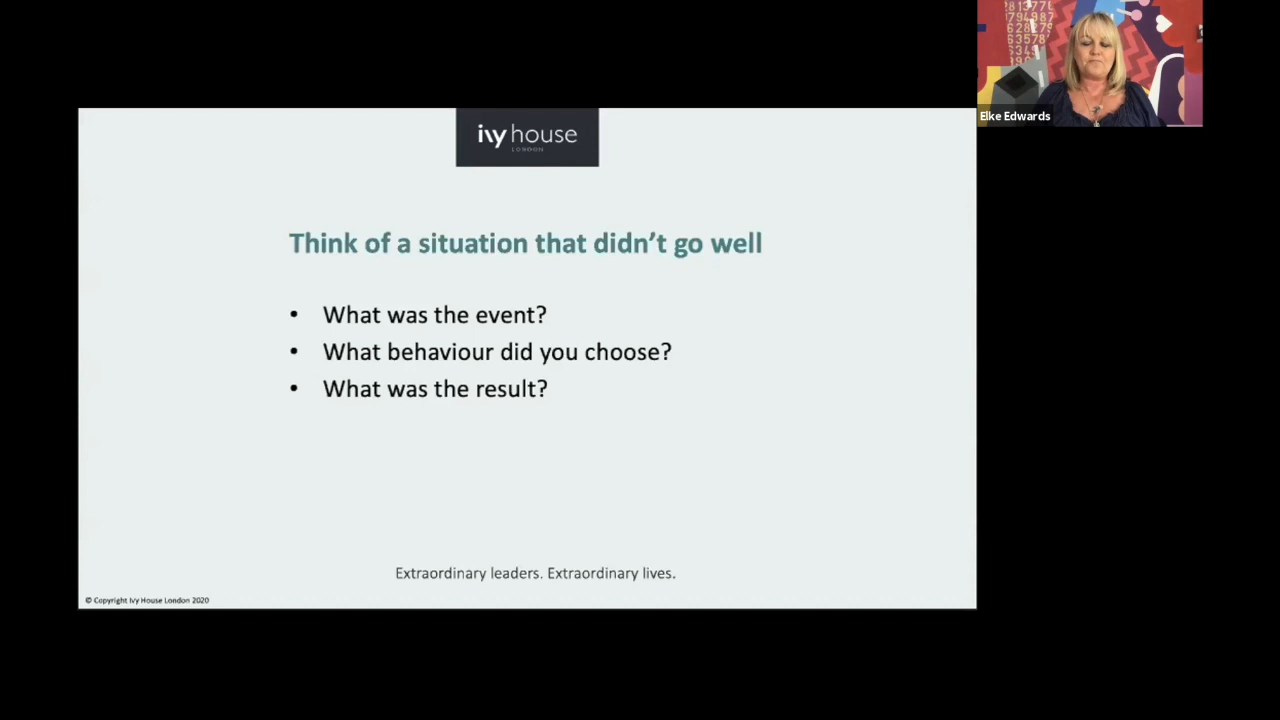 ivy house
LONDON
Elke Edwards
Think of a situation that didn’t go well
• What was the event?
• What behaviour did you choose?
• What was the result?
Extraordinary leaders. Extraordinary lives.
© Copyright Ivy House London 2020